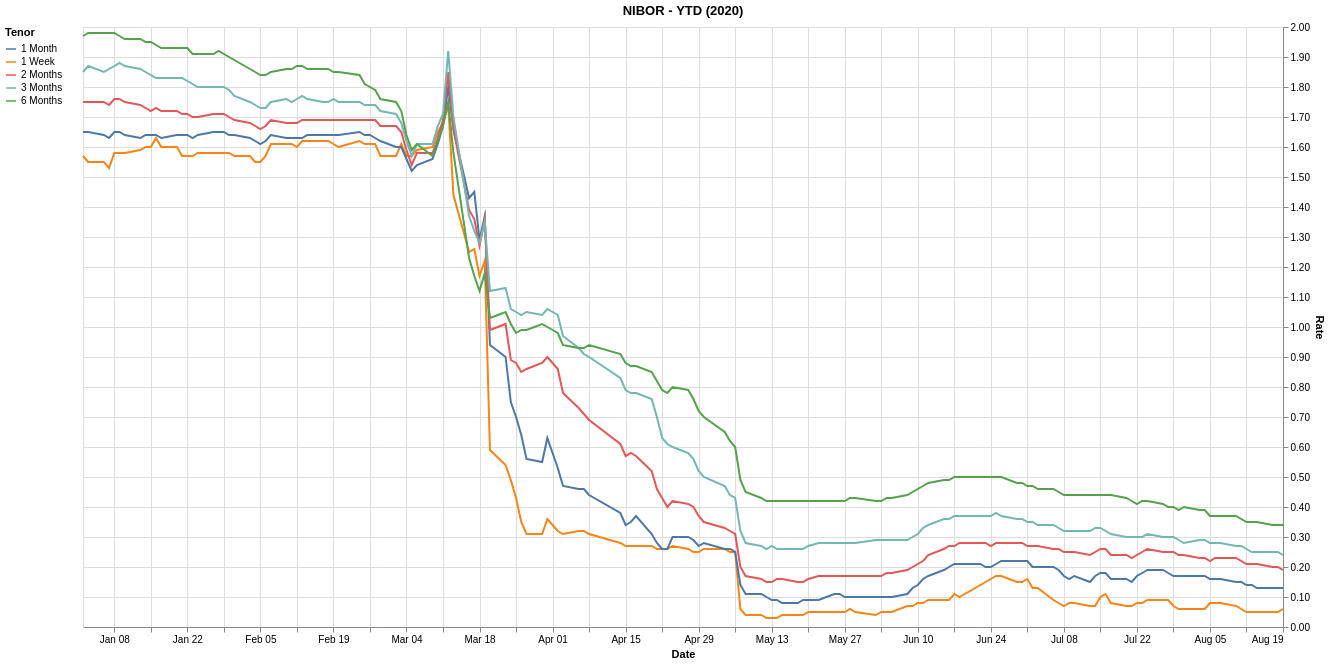 NIBOR - YTD (2020)
Tenor
1 Month
1 Week
2 Months
3 Months
6 Months
2.00
1.90
1.80
1.70
1.60
1.50
1.40
1.30
1.20
1.10
1.00
0.90
0.80
0.70
0.60
0.50
0.40
0.30
0.20
0.10
0.00
Rate
Jan 08 Jan 22 Feb 05 Feb 19 Mar 04 Mar 18 Apr 01 Apr 15 Apr 29 May 13 May 27 Jun 10 Jun 24 Jul 08 Jul 22 Aug 05 Aug 19
Date